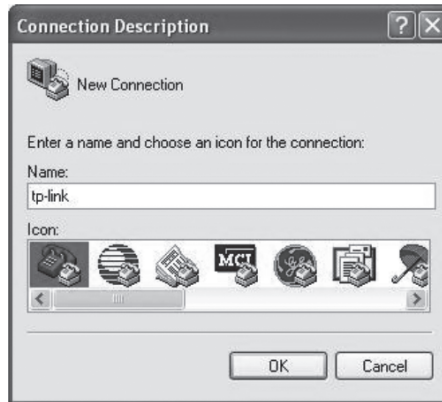 Connection Description
New Connection
Enter a name and choose an icon for the connection:
Name:
tp-link
Icon:
MCI
OK
Cancel